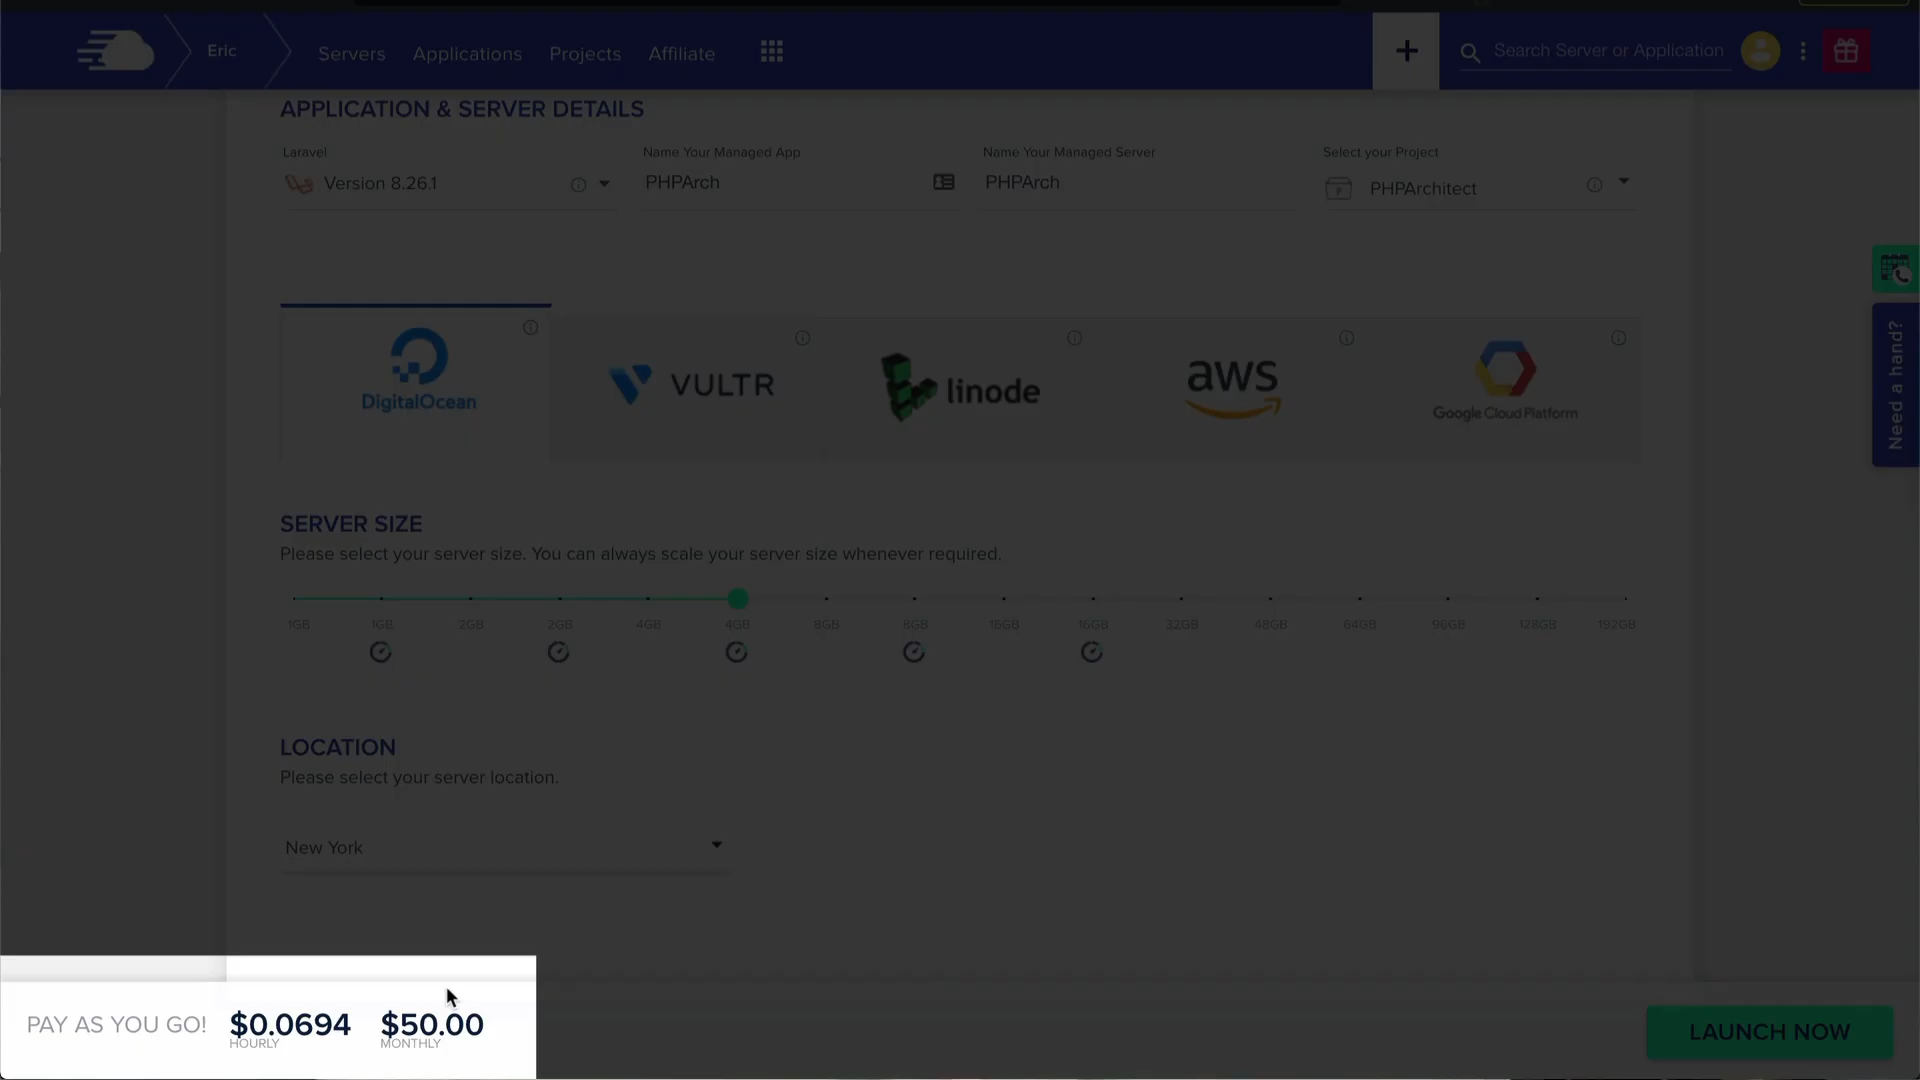 Eric
Servers Applications Projects Affiliate
+ Search Server or Application
APPLICATION & SERVER DETAILS
Laravel
Version 8.26.1
Name Your Managed App
PHPArch
Name Your Managed Server
PHPArch
Select your Project
PHPArchitect
DigitalOcean
VULTR
linode
aws
Google Cloud Platform
Need a hand?
SERVER SIZE
Please select your server size. You can always scale your server size whenever required.
1GB 1GB 2GB 2GB 4GB 4GB 8GB 8GB 16GB 16GB 32GB 48GB 64GB 96GB 128GB 192GB
LOCATION
Please select your server location.
New York
PAY AS YOU GO! $0.0694 $50.00
HOURLY MONTHLY
LAUNCH NOW